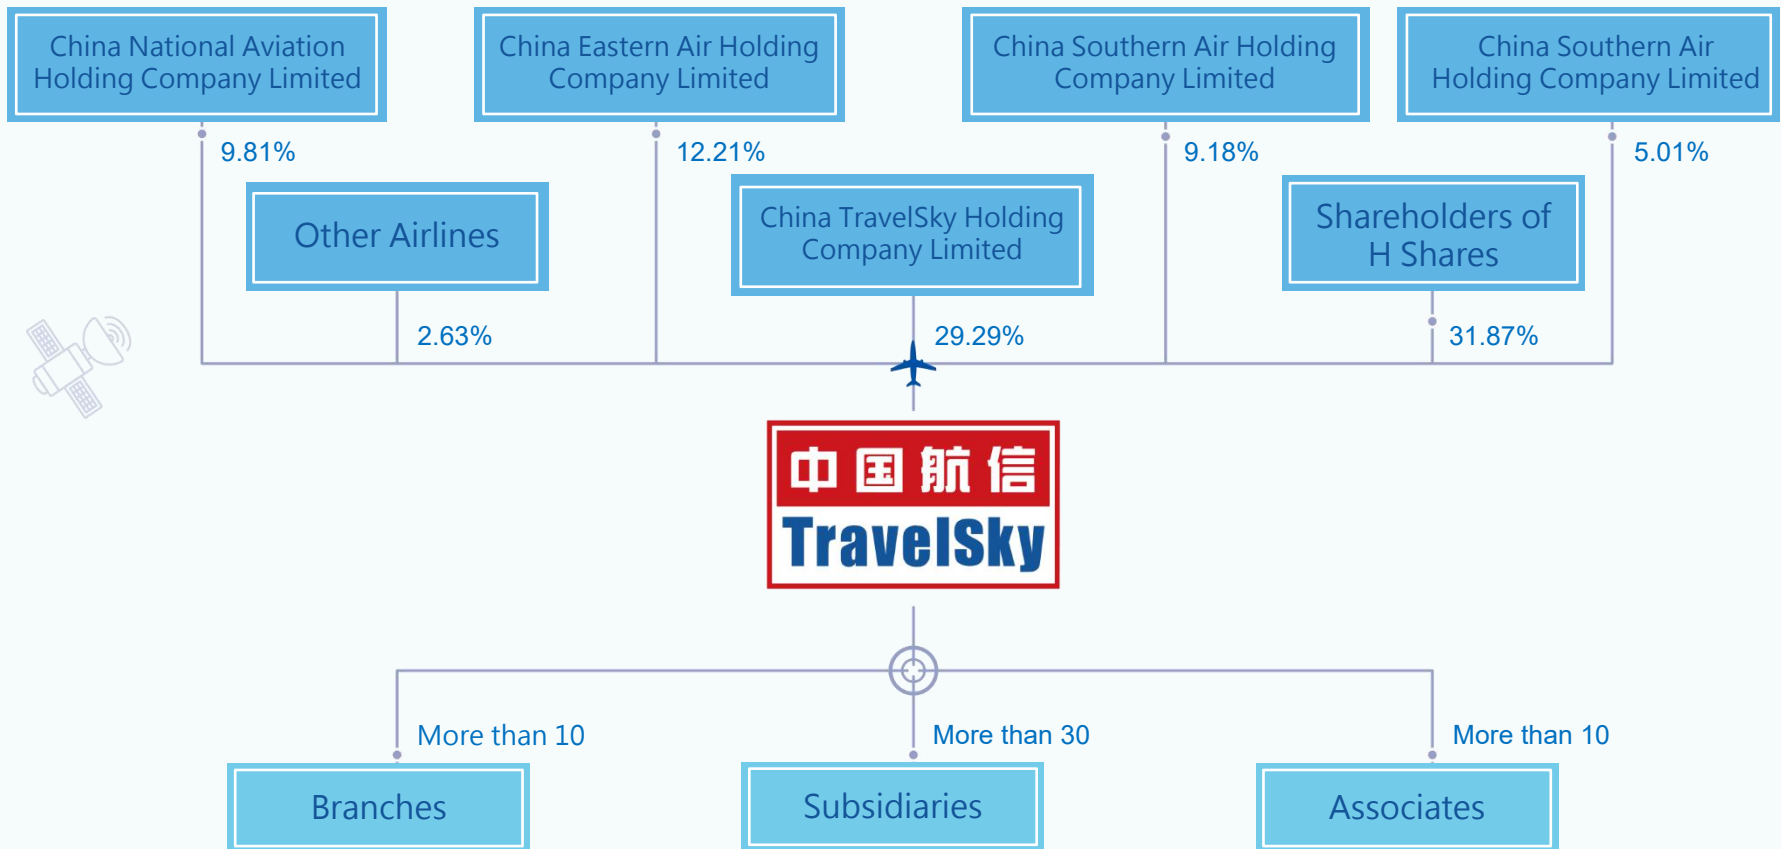 China National Aviation
Holding Company Limited
China Eastern Air Holding
Company Limited
China Southern Air Holding
Company Limited
China Southern Air
Holding Company Limited
9.81%
12.21%
9.18%
5.01%
Other Airlines
China TravelSky Holding
Company Limited
Shareholders of
H Shares
2.63%
29.29%
31.87%
中国航信
TravelSky
More than 10
More than 30
More than 10
Branches
Subsidiaries
Associates